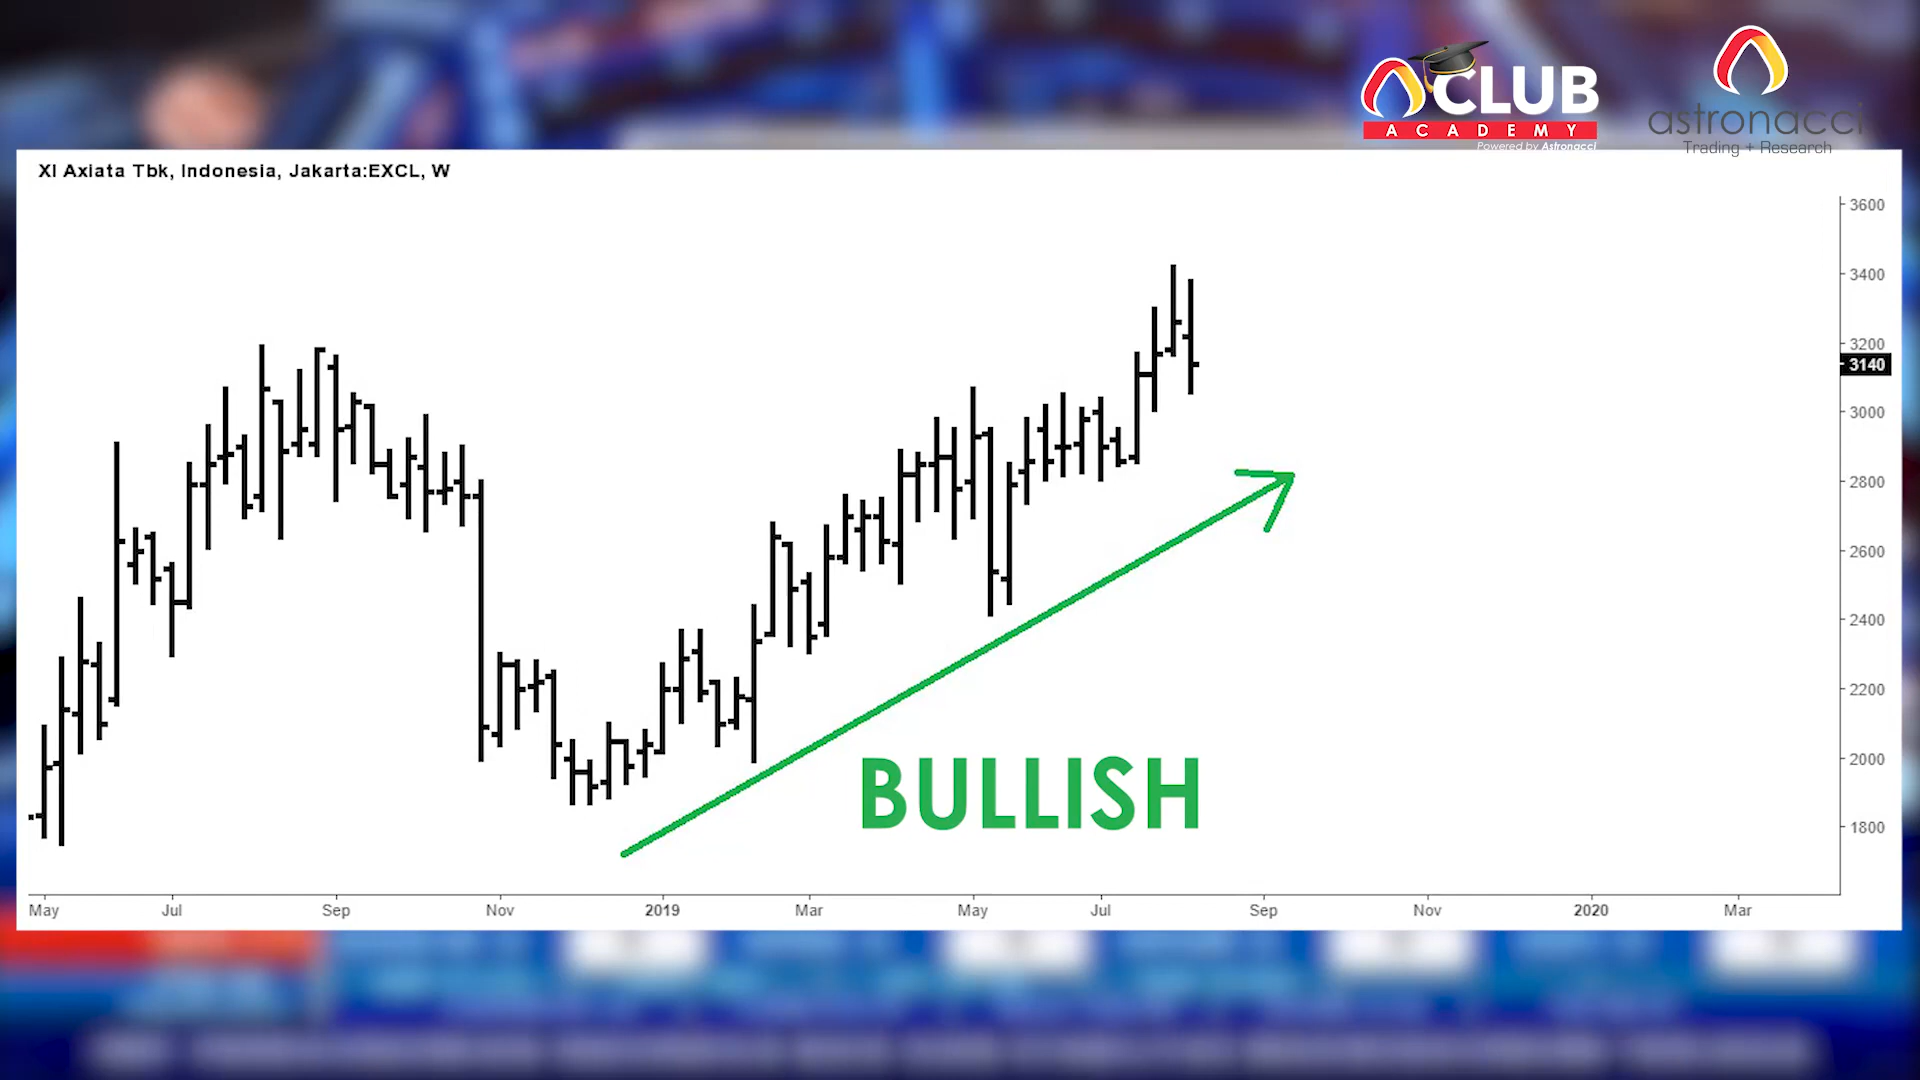 CLUB
ACADEMY
Powered by Astronacci
astronacci
Trading + Research
Xl Axiata Tbk, Indonesia, Jakarta:EXCL, W
3600
3400
3200
3140
3000
2800
2600
2400
2200
2000
1800
BULLISH
May Jul Sep Nov 2019 Mar May Jul Sep Nov 2020 Mar